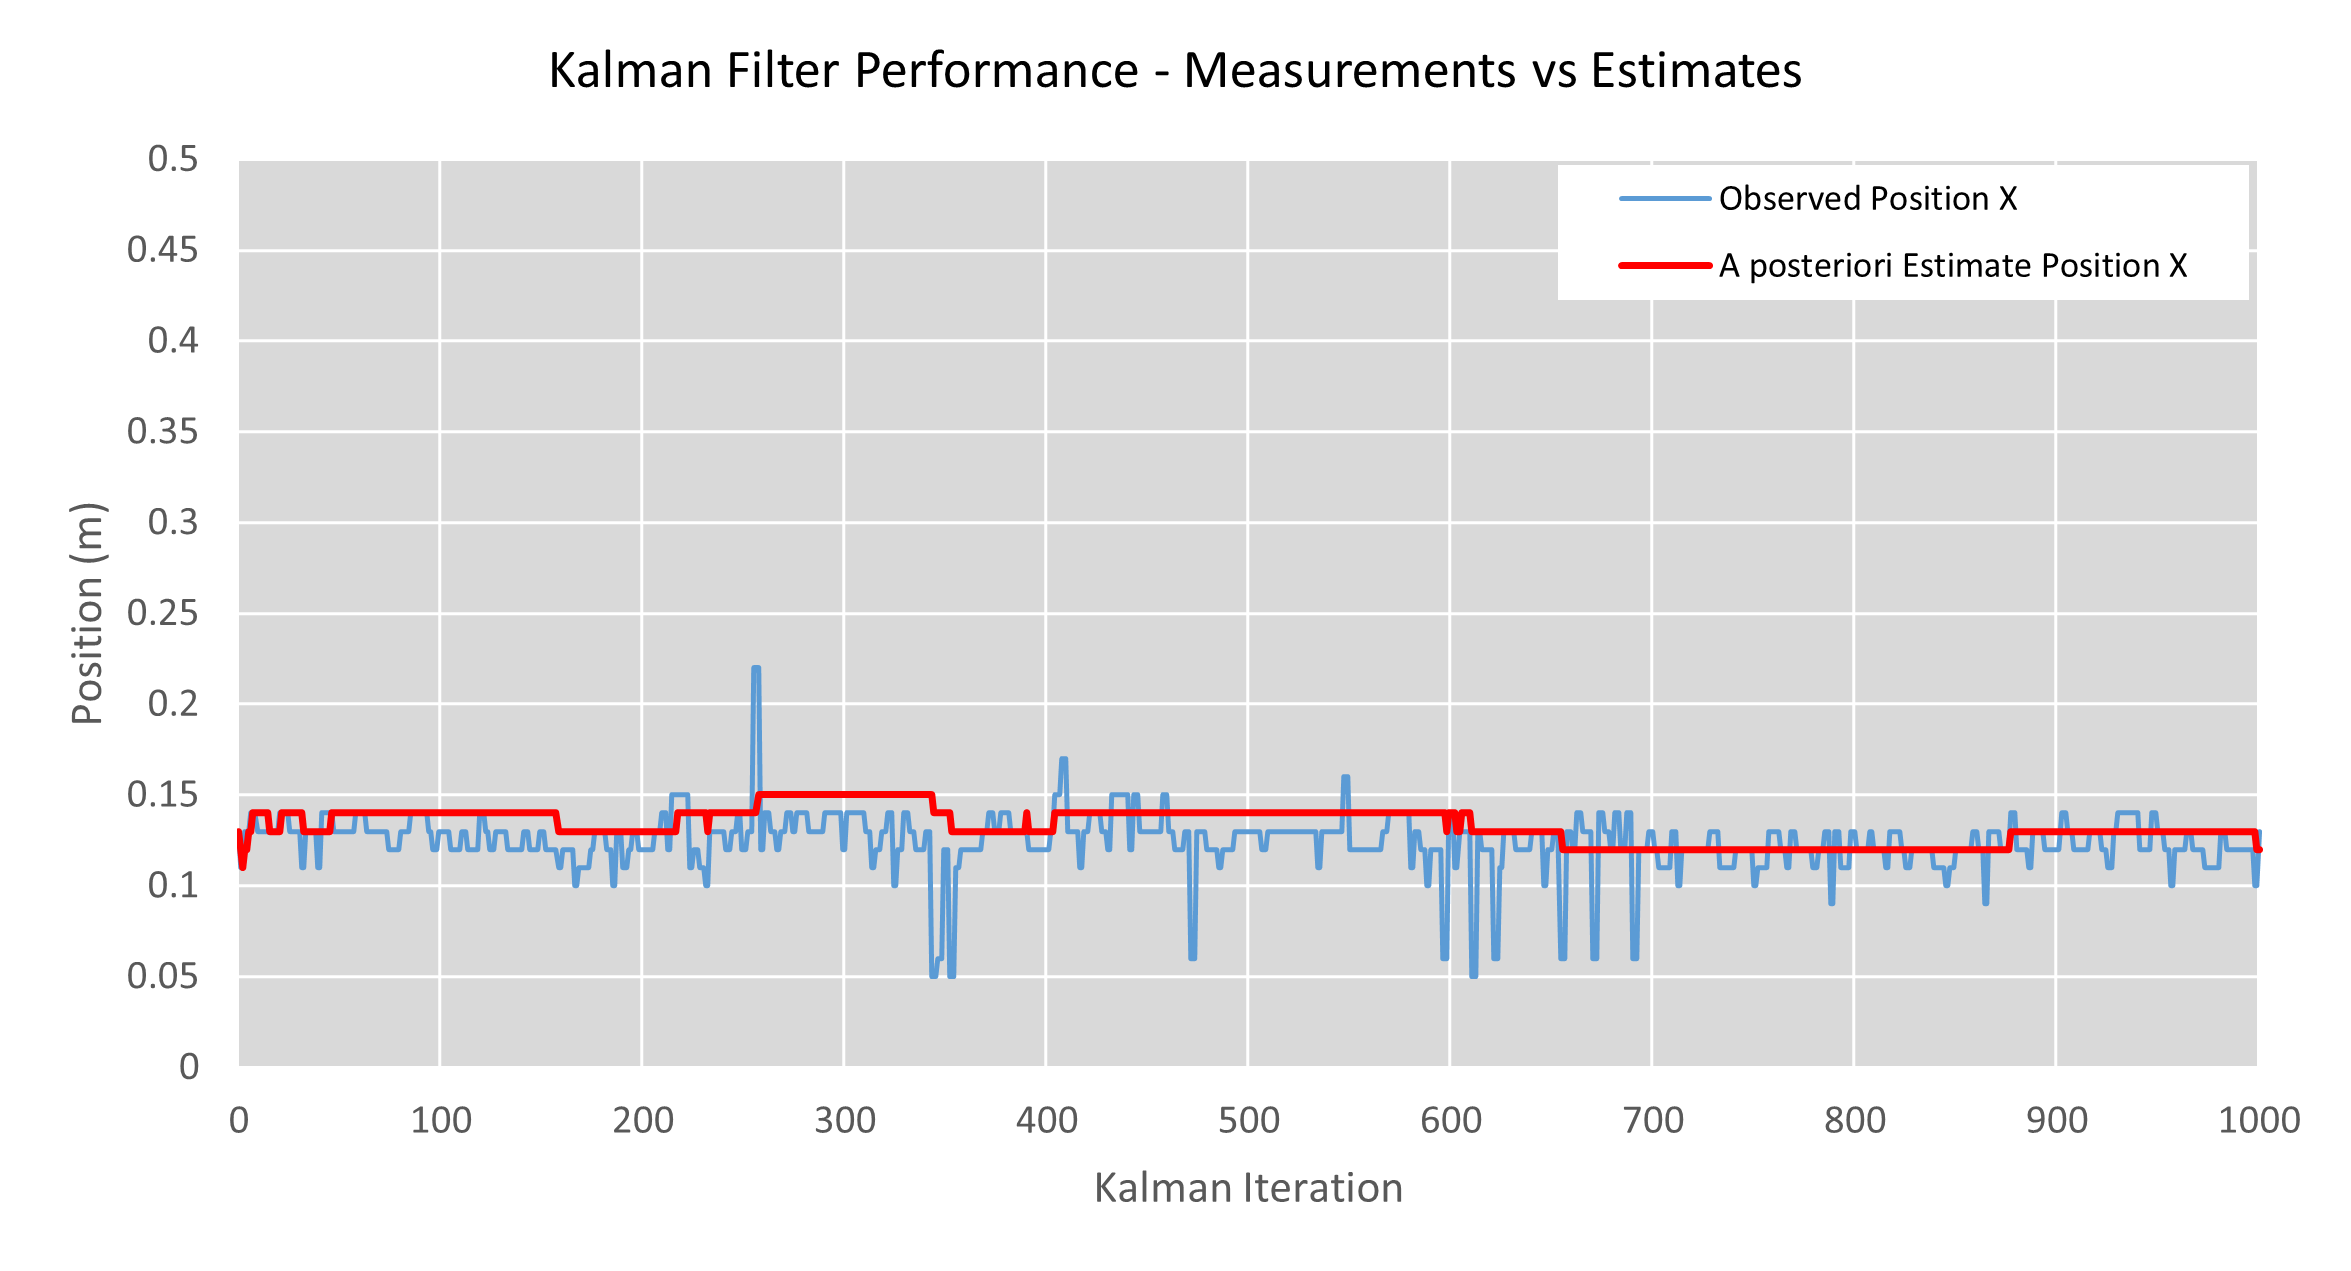 Kalman Filter Performance - Measurements vs Estimates
Observed Position X
A posteriori Estimate Position X
0.5
0.45
0.4
0.35
0.3
0.25
0.2
0.15
0.1
0.05
0
Position (m)
0 100 200 300 400 500 600 700 800 900 1000
Kalman Iteration